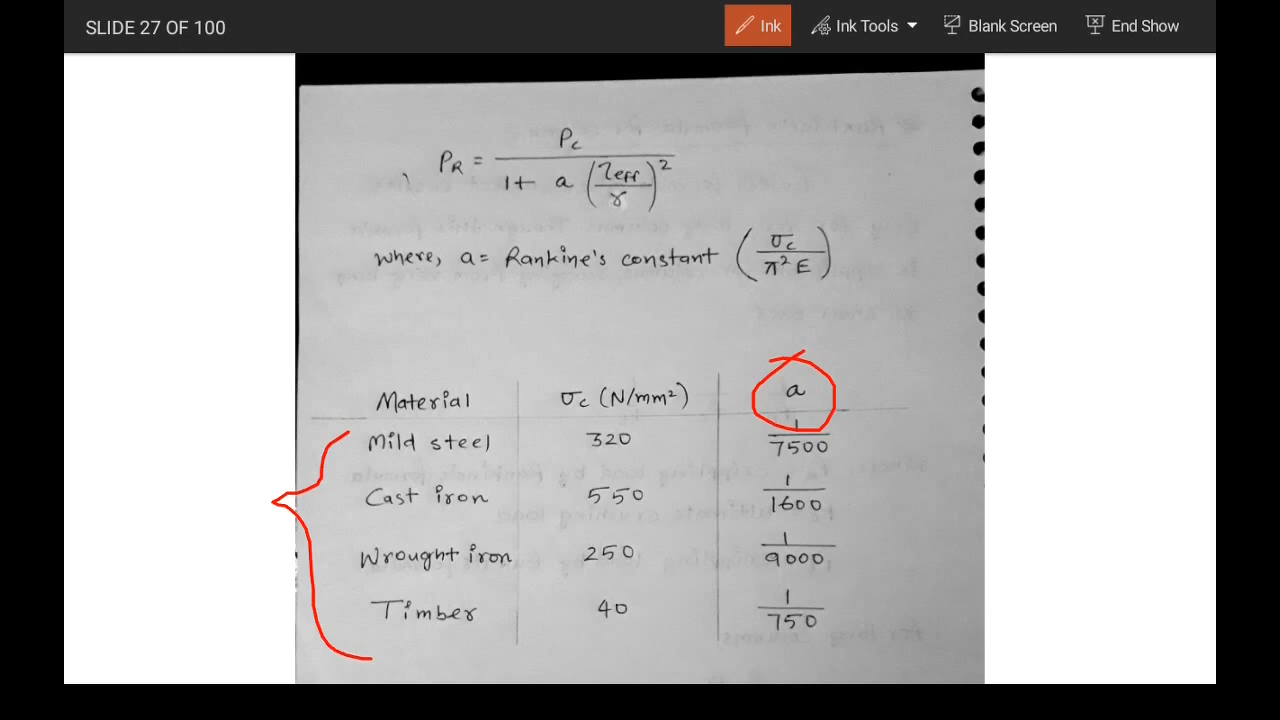 SLIDE 27 OF 100 Ink Ink Tools Blank Screen End Show
P_R = P_c / (1 + a (l_eff / r)^2)
where, a = Rankine's constant (σ_c / π² E)
Material σ_c (N/mm²) a
Mild steel 320 1/7500
Cast iron 550 1/1600
Wrought iron 250 1/9000
Timber 40 1/750